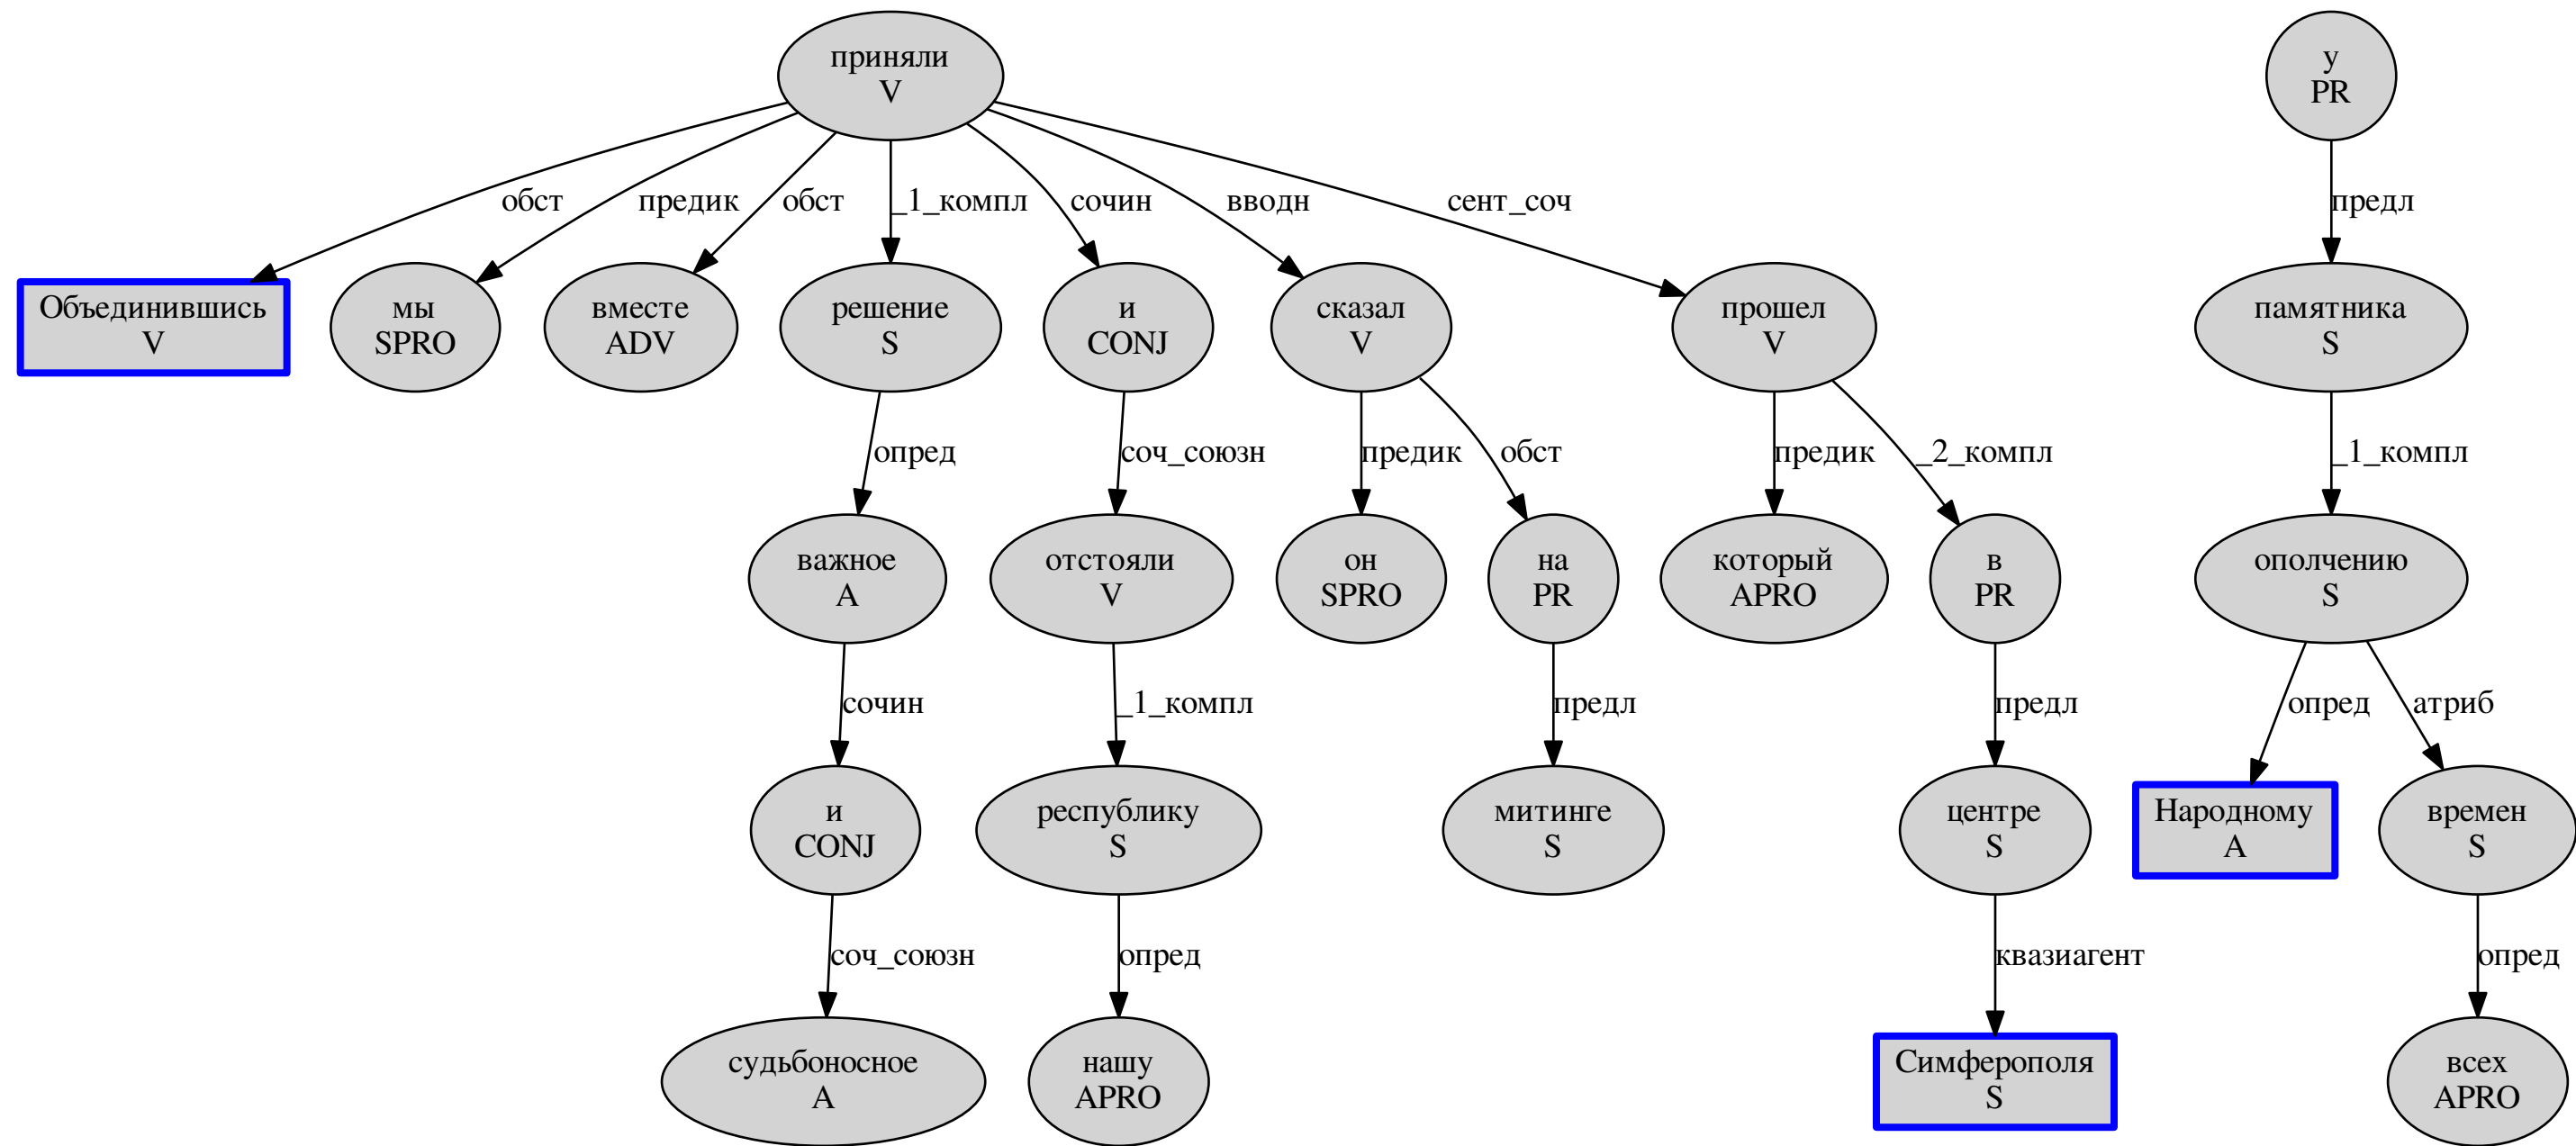 приняли
V
у
PR
обст
предик
обст
_1_компл
сочин
вводн
сент_соч
предл
Объединившись
V
мы
SPRO
вместе
ADV
решение
S
и
CONJ
сказал
V
прошел
V
памятника
S
опред
соч_союзн
предик
обст
предик
_2_компл
_1_компл
важное
A
отстояли
V
он
SPRO
на
PR
который
APRO
в
PR
ополчению
S
сочин
_1_компл
предл
предл
опред
атриб
и
CONJ
республику
S
митинге
S
центре
S
Народному
A
времен
S
соч_союзн
опред
квазиагент
опред
судьбоносное
A
нашу
APRO
Симферополя
S
всех
APRO